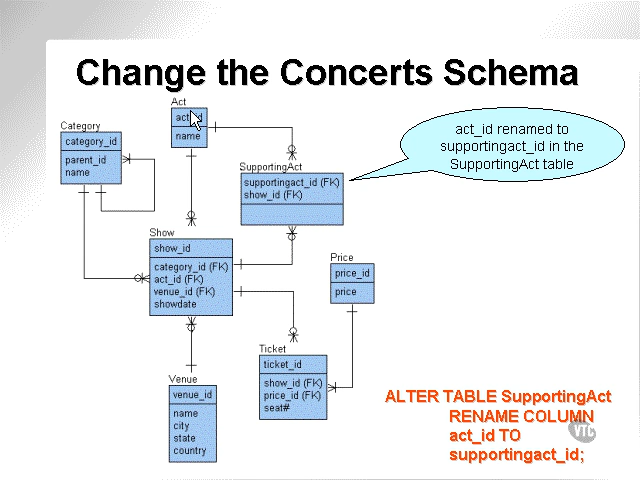 Change the Concerts Schema
Act
act_id
name
Category
category_id
parent_id
name
act_id renamed to
supportingact_id in the
SupportingAct table
SupportingAct
supportingact_id (FK)
show_id (FK)
Show
show_id
category_id (FK)
act_id (FK)
venue_id (FK)
showdate
Price
price_id
price
Ticket
ticket_id
show_id (FK)
price_id (FK)
seat#
Venue
venue_id
name
city
state
country
ALTER TABLE SupportingAct
RENAME COLUMN
act_id TO
supportingact_id;
VTC